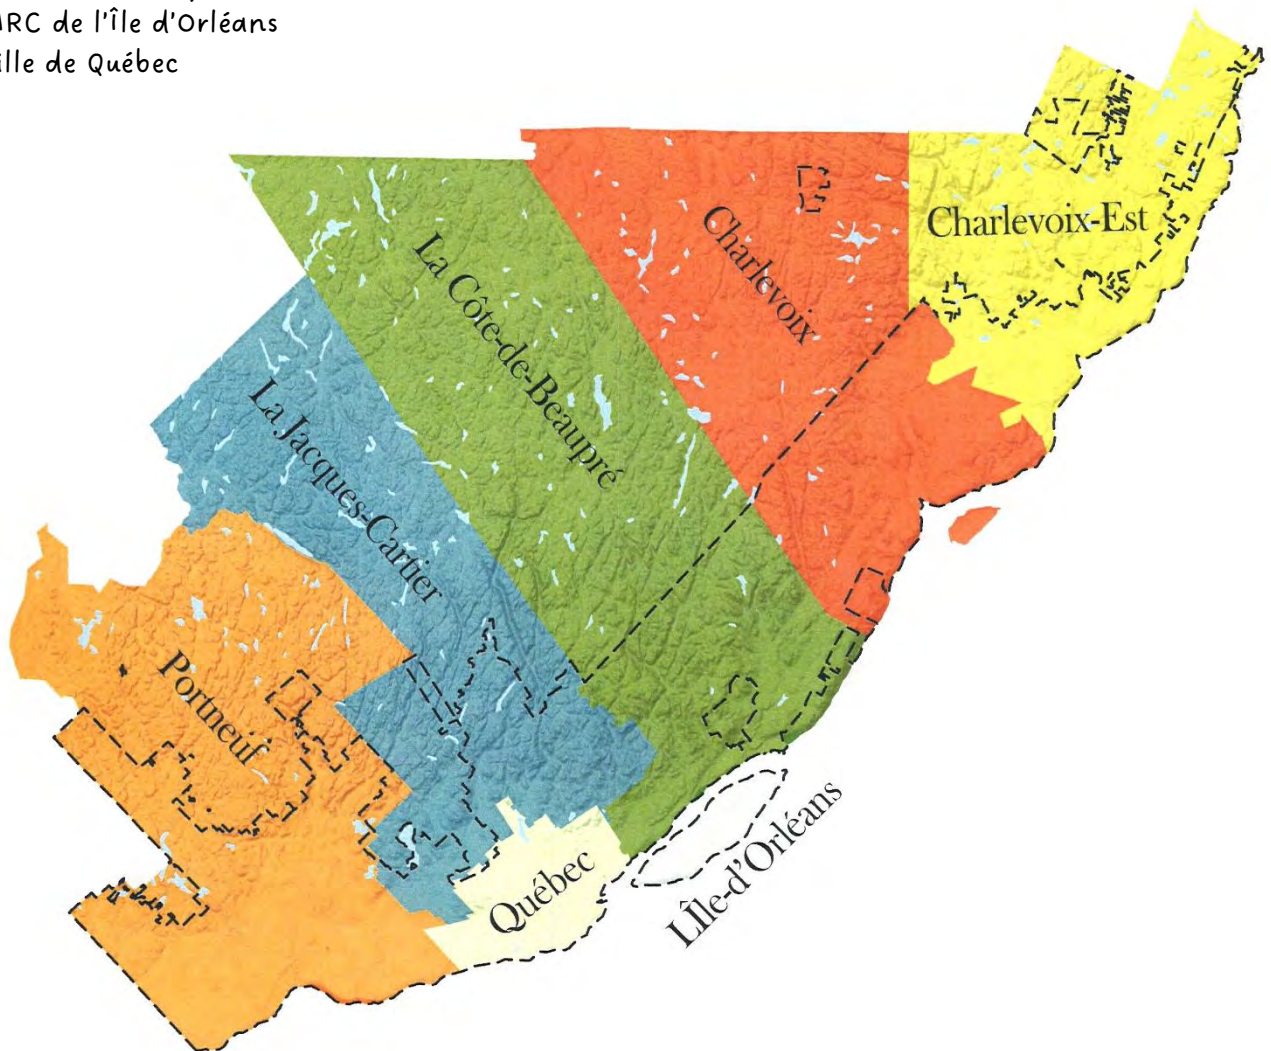 MRC de l'Île d'Orléans
ille de Québec
Charlevoix-Est
Charlevoix
La Côte-de-Beaupré
La Jacques-Cartier
Portneuf
Québec
L'Île-d'Orléans